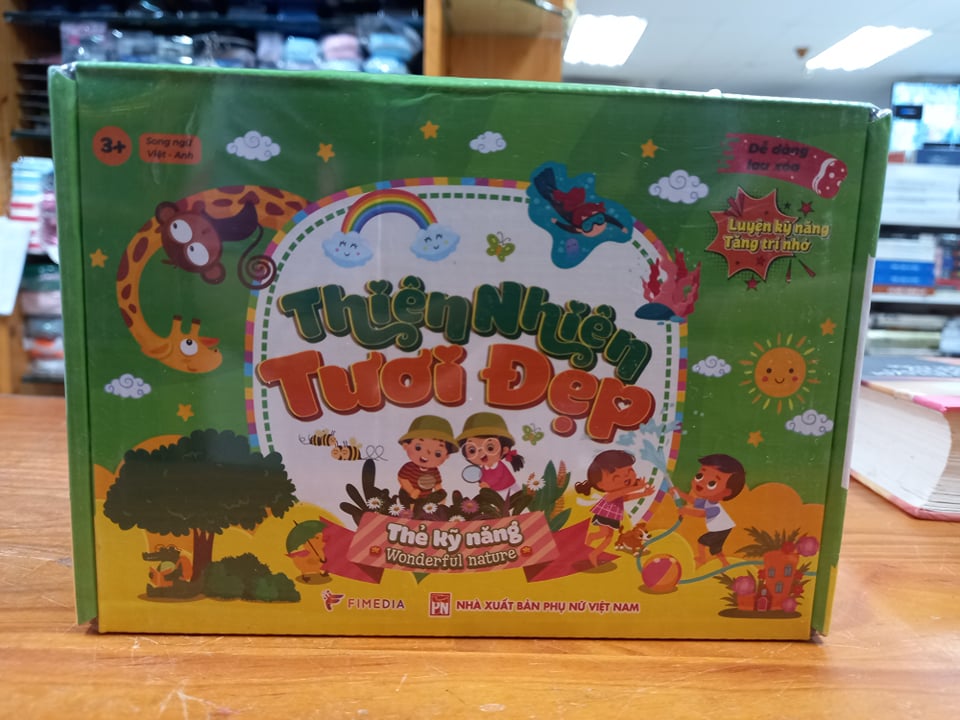 3+
Song ngữ
Việt - Anh
Dễ dàng
lau xóa
Luyện kỹ năng
Tăng trí nhớ
Thiên Nhiên
Tươi Đẹp
Thẻ kỹ năng
Wonderful nature
FIMEDIA
PN
NHÀ XUẤT BẢN PHỤ NỮ VIỆT NAM